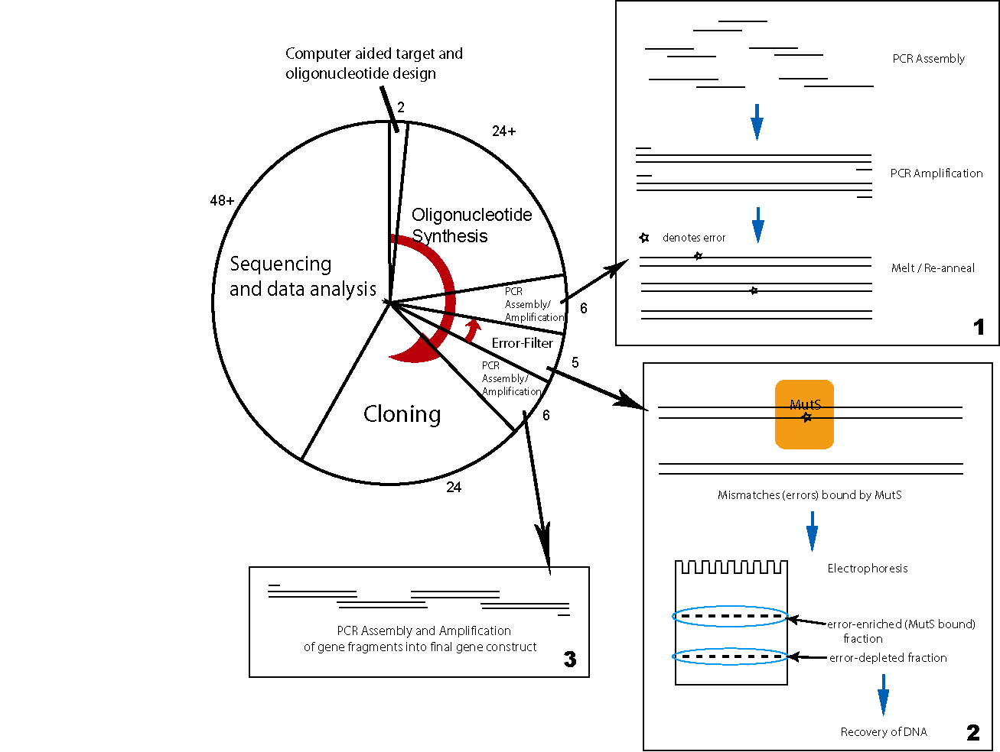 Computer aided target and
oligonucleotide design
2
24+
48+
Oligonucleotide
Synthesis
Sequencing
and data analysis
PCR
Assembly/
Amplification
6
Error-Filter
5
PCR
Assembly/
Amplification
6
Cloning
24
PCR Assembly
PCR Amplification
denotes error
Melt / Re-anneal
1
MutS
Mismatches (errors) bound by MutS
Electrophoresis
error-enriched (MutS bound)
fraction
error-depleted fraction
Recovery of DNA
2
PCR Assembly and Amplification
of gene fragments into final gene construct
3